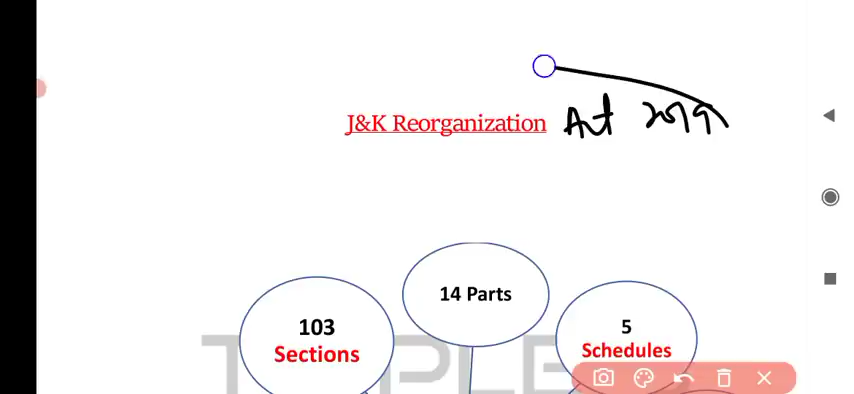 J&K Reorganization Act 2019
14 Parts
103
Sections
5
Schedules